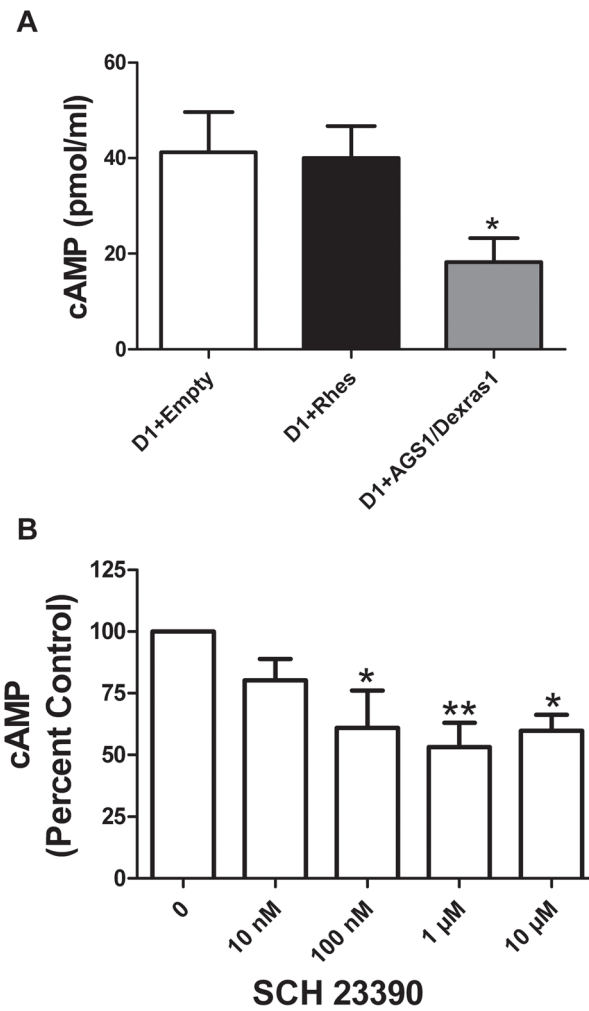 A
cAMP (pmol/ml)
60
40
20
0
*
D1+Empty
D1+Rhes
D1+AGS1/Dexras1
B
cAMP
(Percent Control)
125
100
75
50
25
0
*
**
*
0
10 nM
100 nM
1 µM
10 µM
SCH 23390